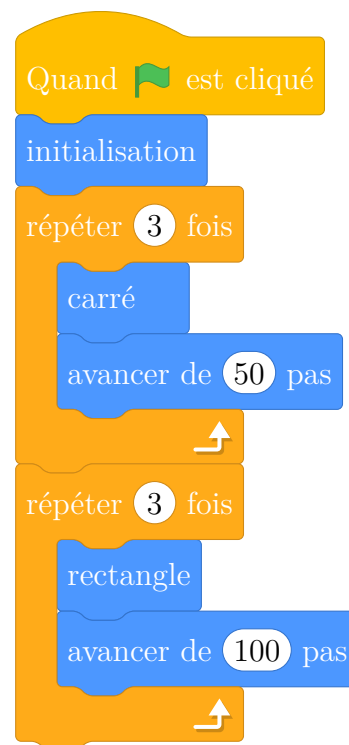 Quand est cliqué
initialisation
répéter 3 fois
carré
avancer de 50 pas
répéter 3 fois
rectangle
avancer de 100 pas